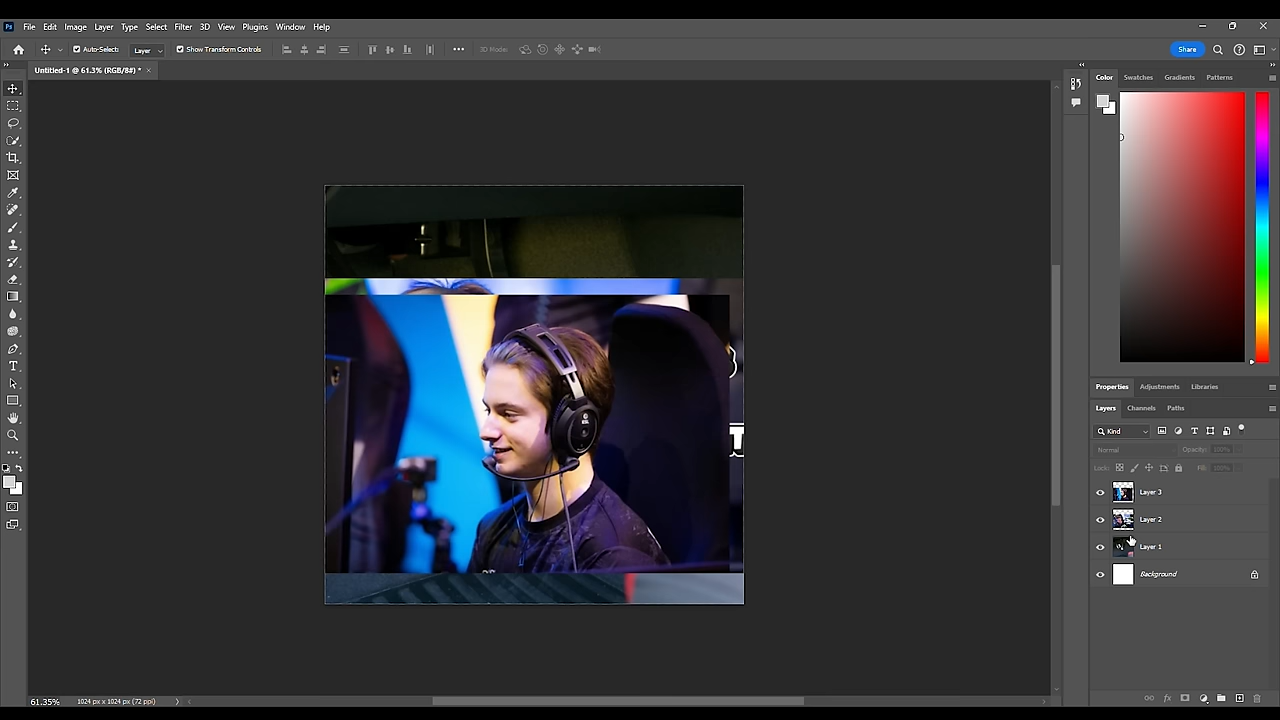 Ps File Edit Image Layer Type Select Filter 3D View Plugins Window Help
Auto-Select: Layer Show Transform Controls 3D Mode: Share
Untitled-1 @ 61.3% (RGB/8#) * ×
Color Swatches Gradients Patterns
Properties Adjustments Libraries
Layers Channels Paths
Kind
Normal Opacity: 100%
Lock: Fill: 100%
Layer 3
Layer 2
Layer 1
Background
61.35% 1024 px x 1024 px (72 ppi)